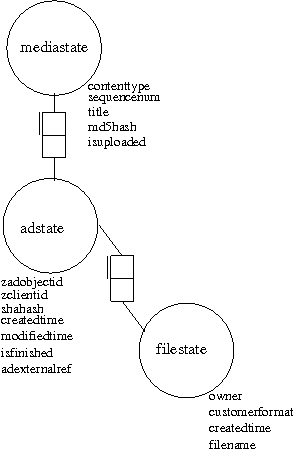 mediastate
contenttype
sequencenum
title
md5hash
isuploaded
adstate
zadobjectid
zclientid
shahash
createdtime
modifiedtime
isfinished
adexternalref
filestate
owner
customerformat
createdtime
filename